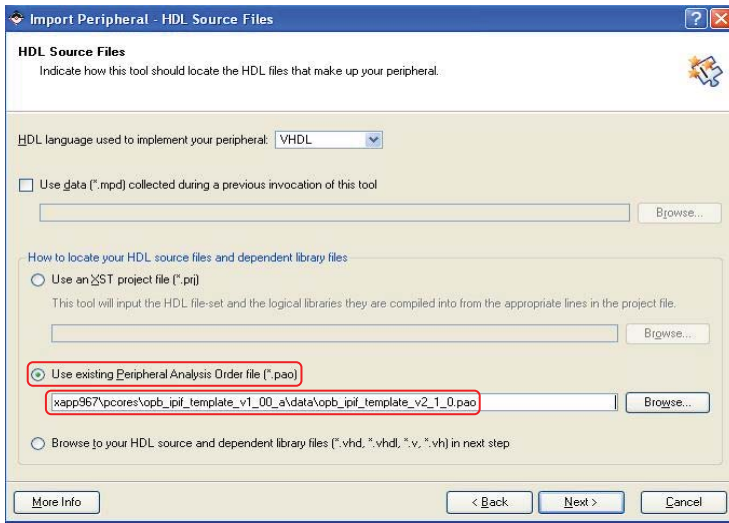 Import Peripheral - HDL Source Files
HDL Source Files
Indicate how this tool should locate the HDL files that make up your peripheral.
HDL language used to implement your peripheral: VHDL
Use data (*.mpd) collected during a previous invocation of this tool
Browse...
How to locate your HDL source files and dependent library files
Use an XST project file (*.prj)
This tool will input the HDL file-set and the logical libraries they are compiled into from the appropriate lines in the project file.
Browse...
Use existing Peripheral Analysis Order file (*.pao)
xapp967\pcores\opb_ipif_template_v1_00_a\data\opb_ipif_template_v2_1_0.pao
Browse...
Browse to your HDL source and dependent library files (*.vhd, *.vhdl, *.v, *.vh) in next step
More Info
< Back
Next >
Cancel